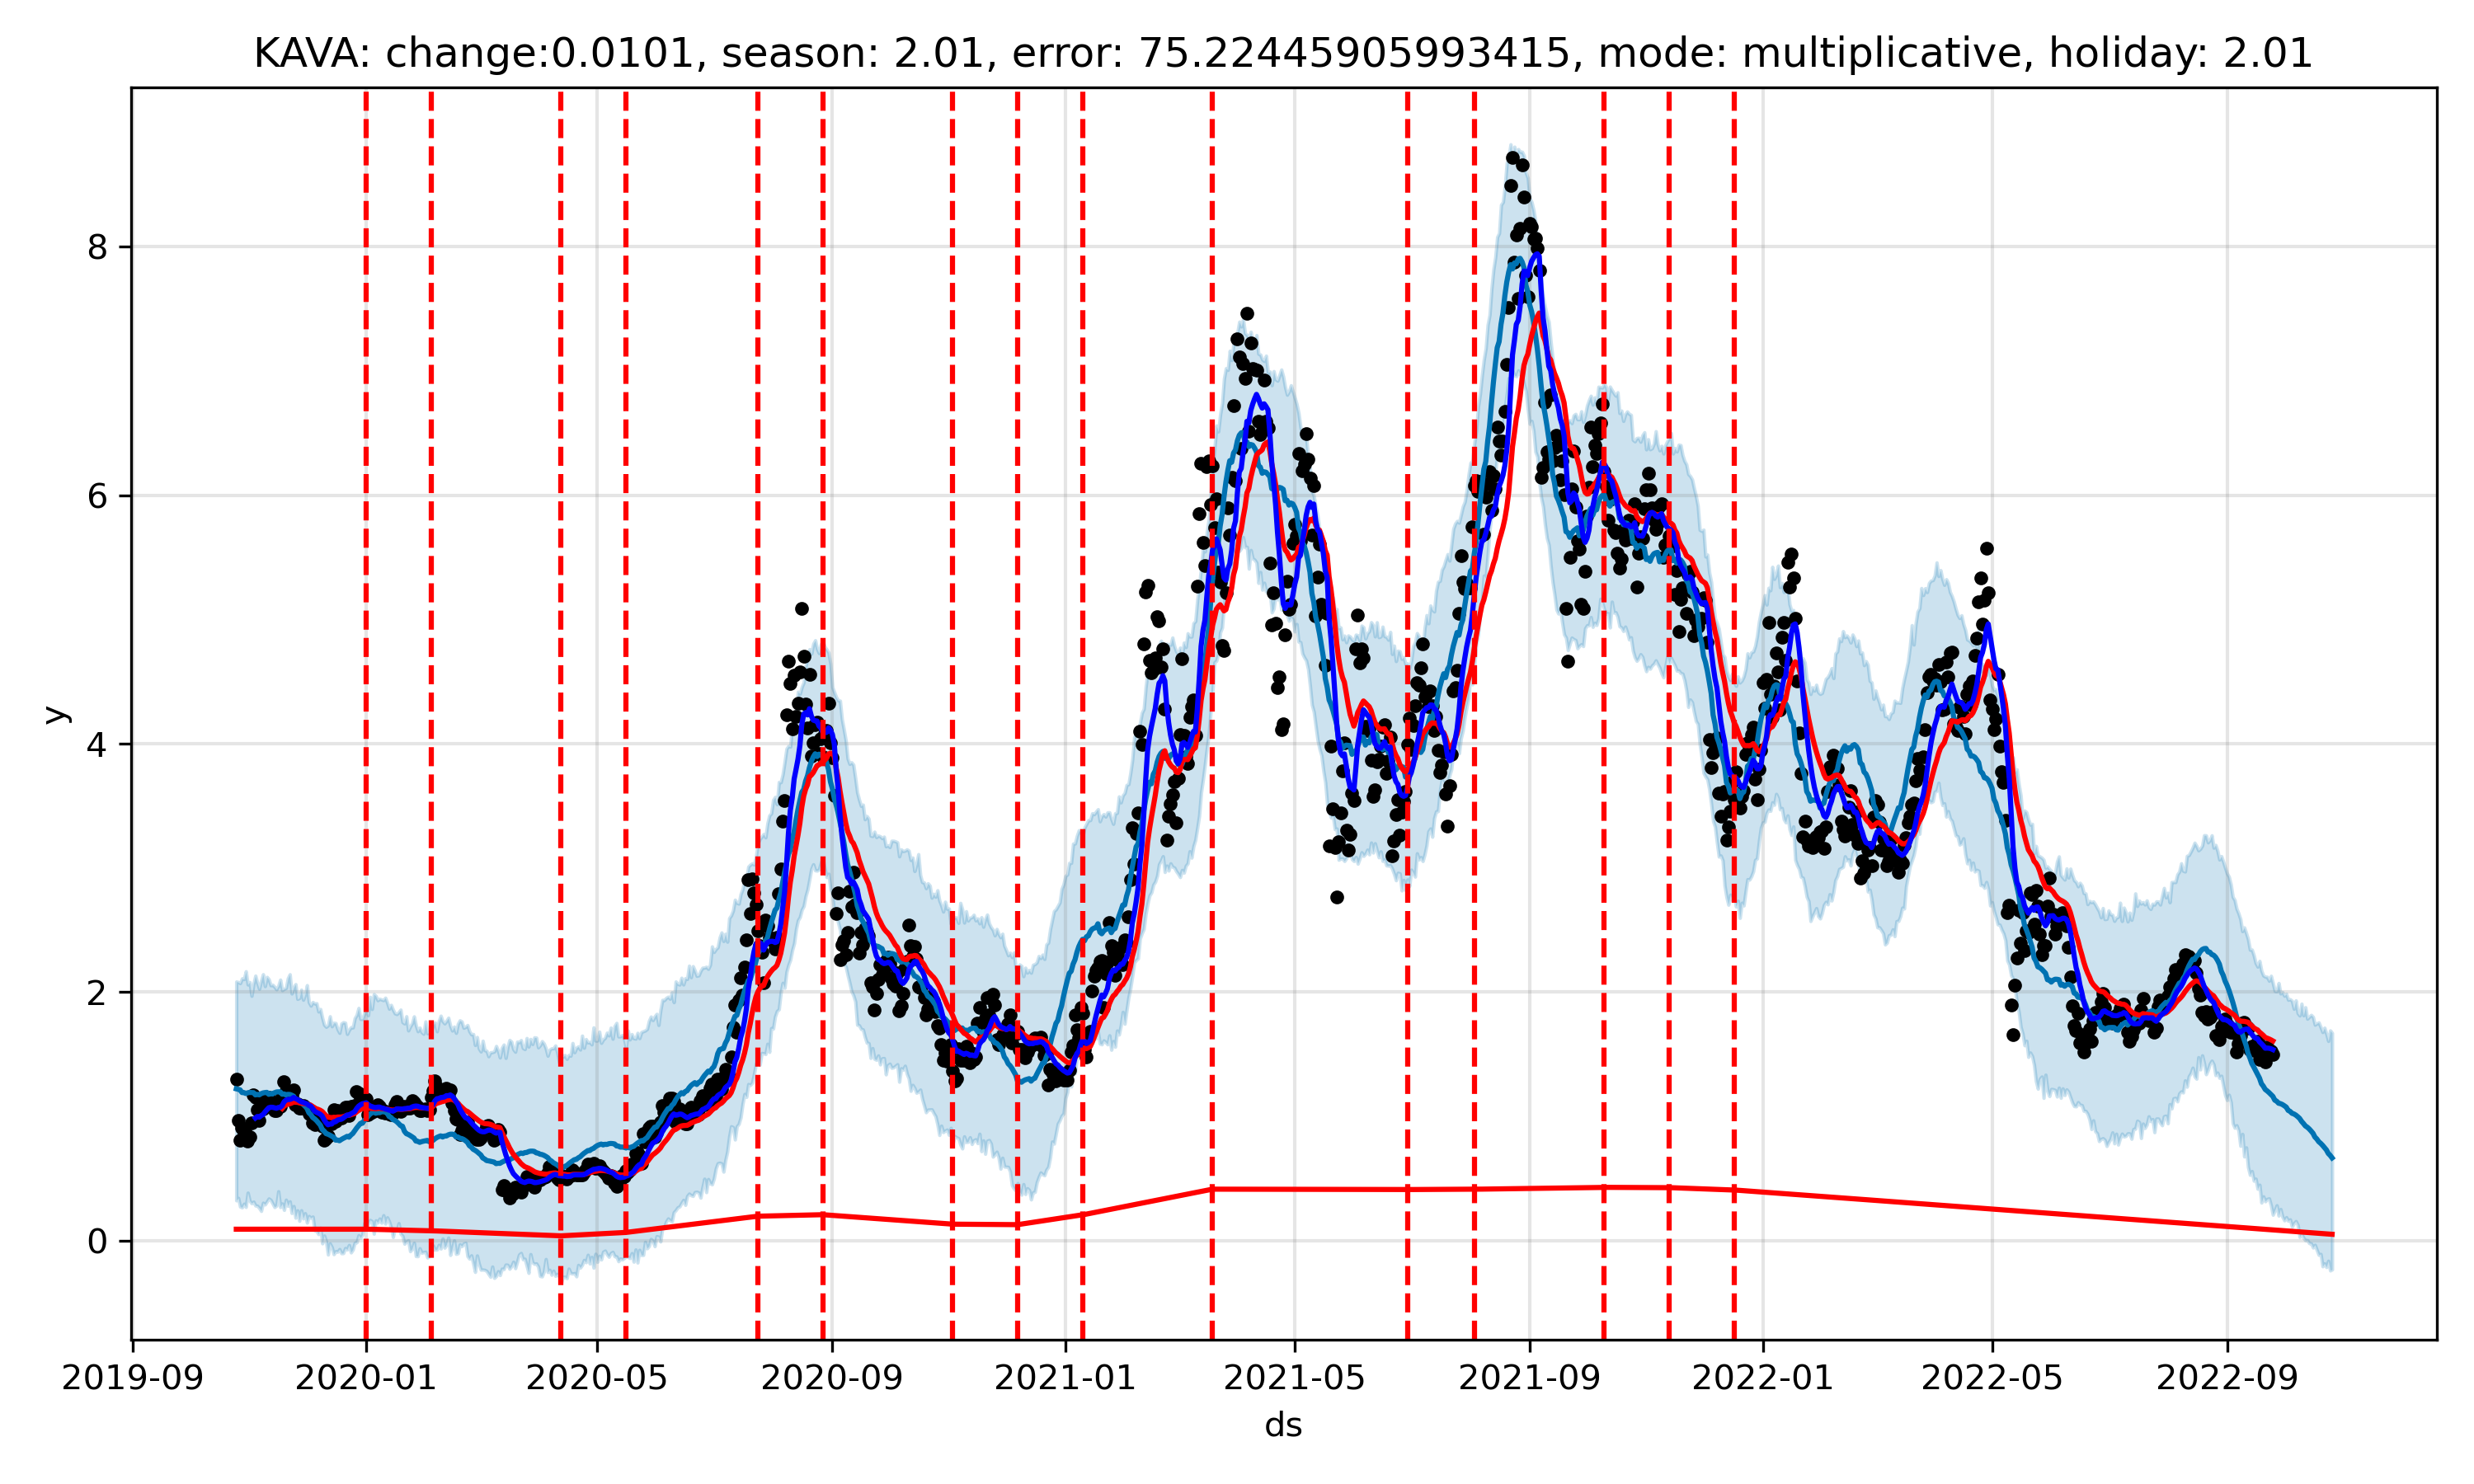 KAVA: change:0.0101, season: 2.01, error: 75.22445905993415, mode: multiplicative, holiday: 2.01
y
8
6
4
2
0
2019-09 2020-01 2020-05 2020-09 2021-01 2021-05 2021-09 2022-01 2022-05 2022-09
ds